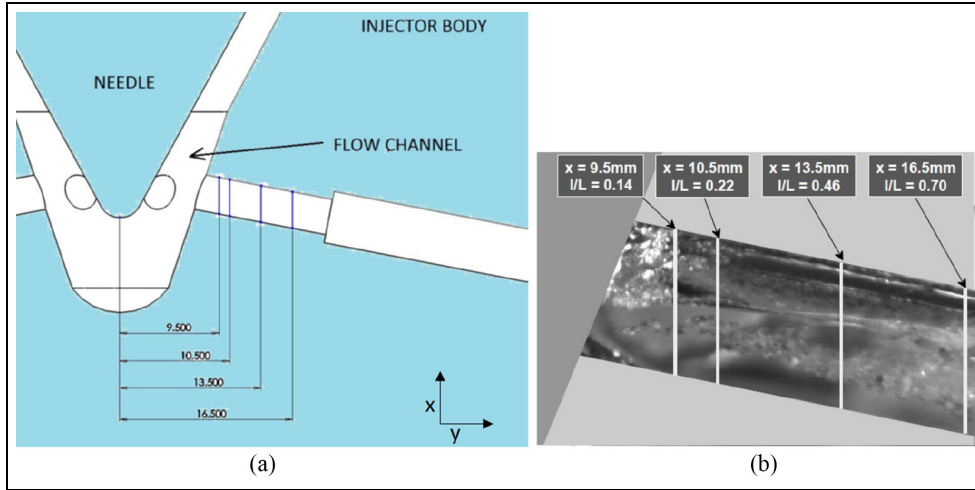 INJECTOR BODY
NEEDLE
FLOW CHANNEL
9.500
10.500
13.500
16.500
x
y
(a)
x = 9.5mm
l/L = 0.14
x = 10.5mm
l/L = 0.22
x = 13.5mm
l/L = 0.46
x = 16.5mm
l/L = 0.70
(b)